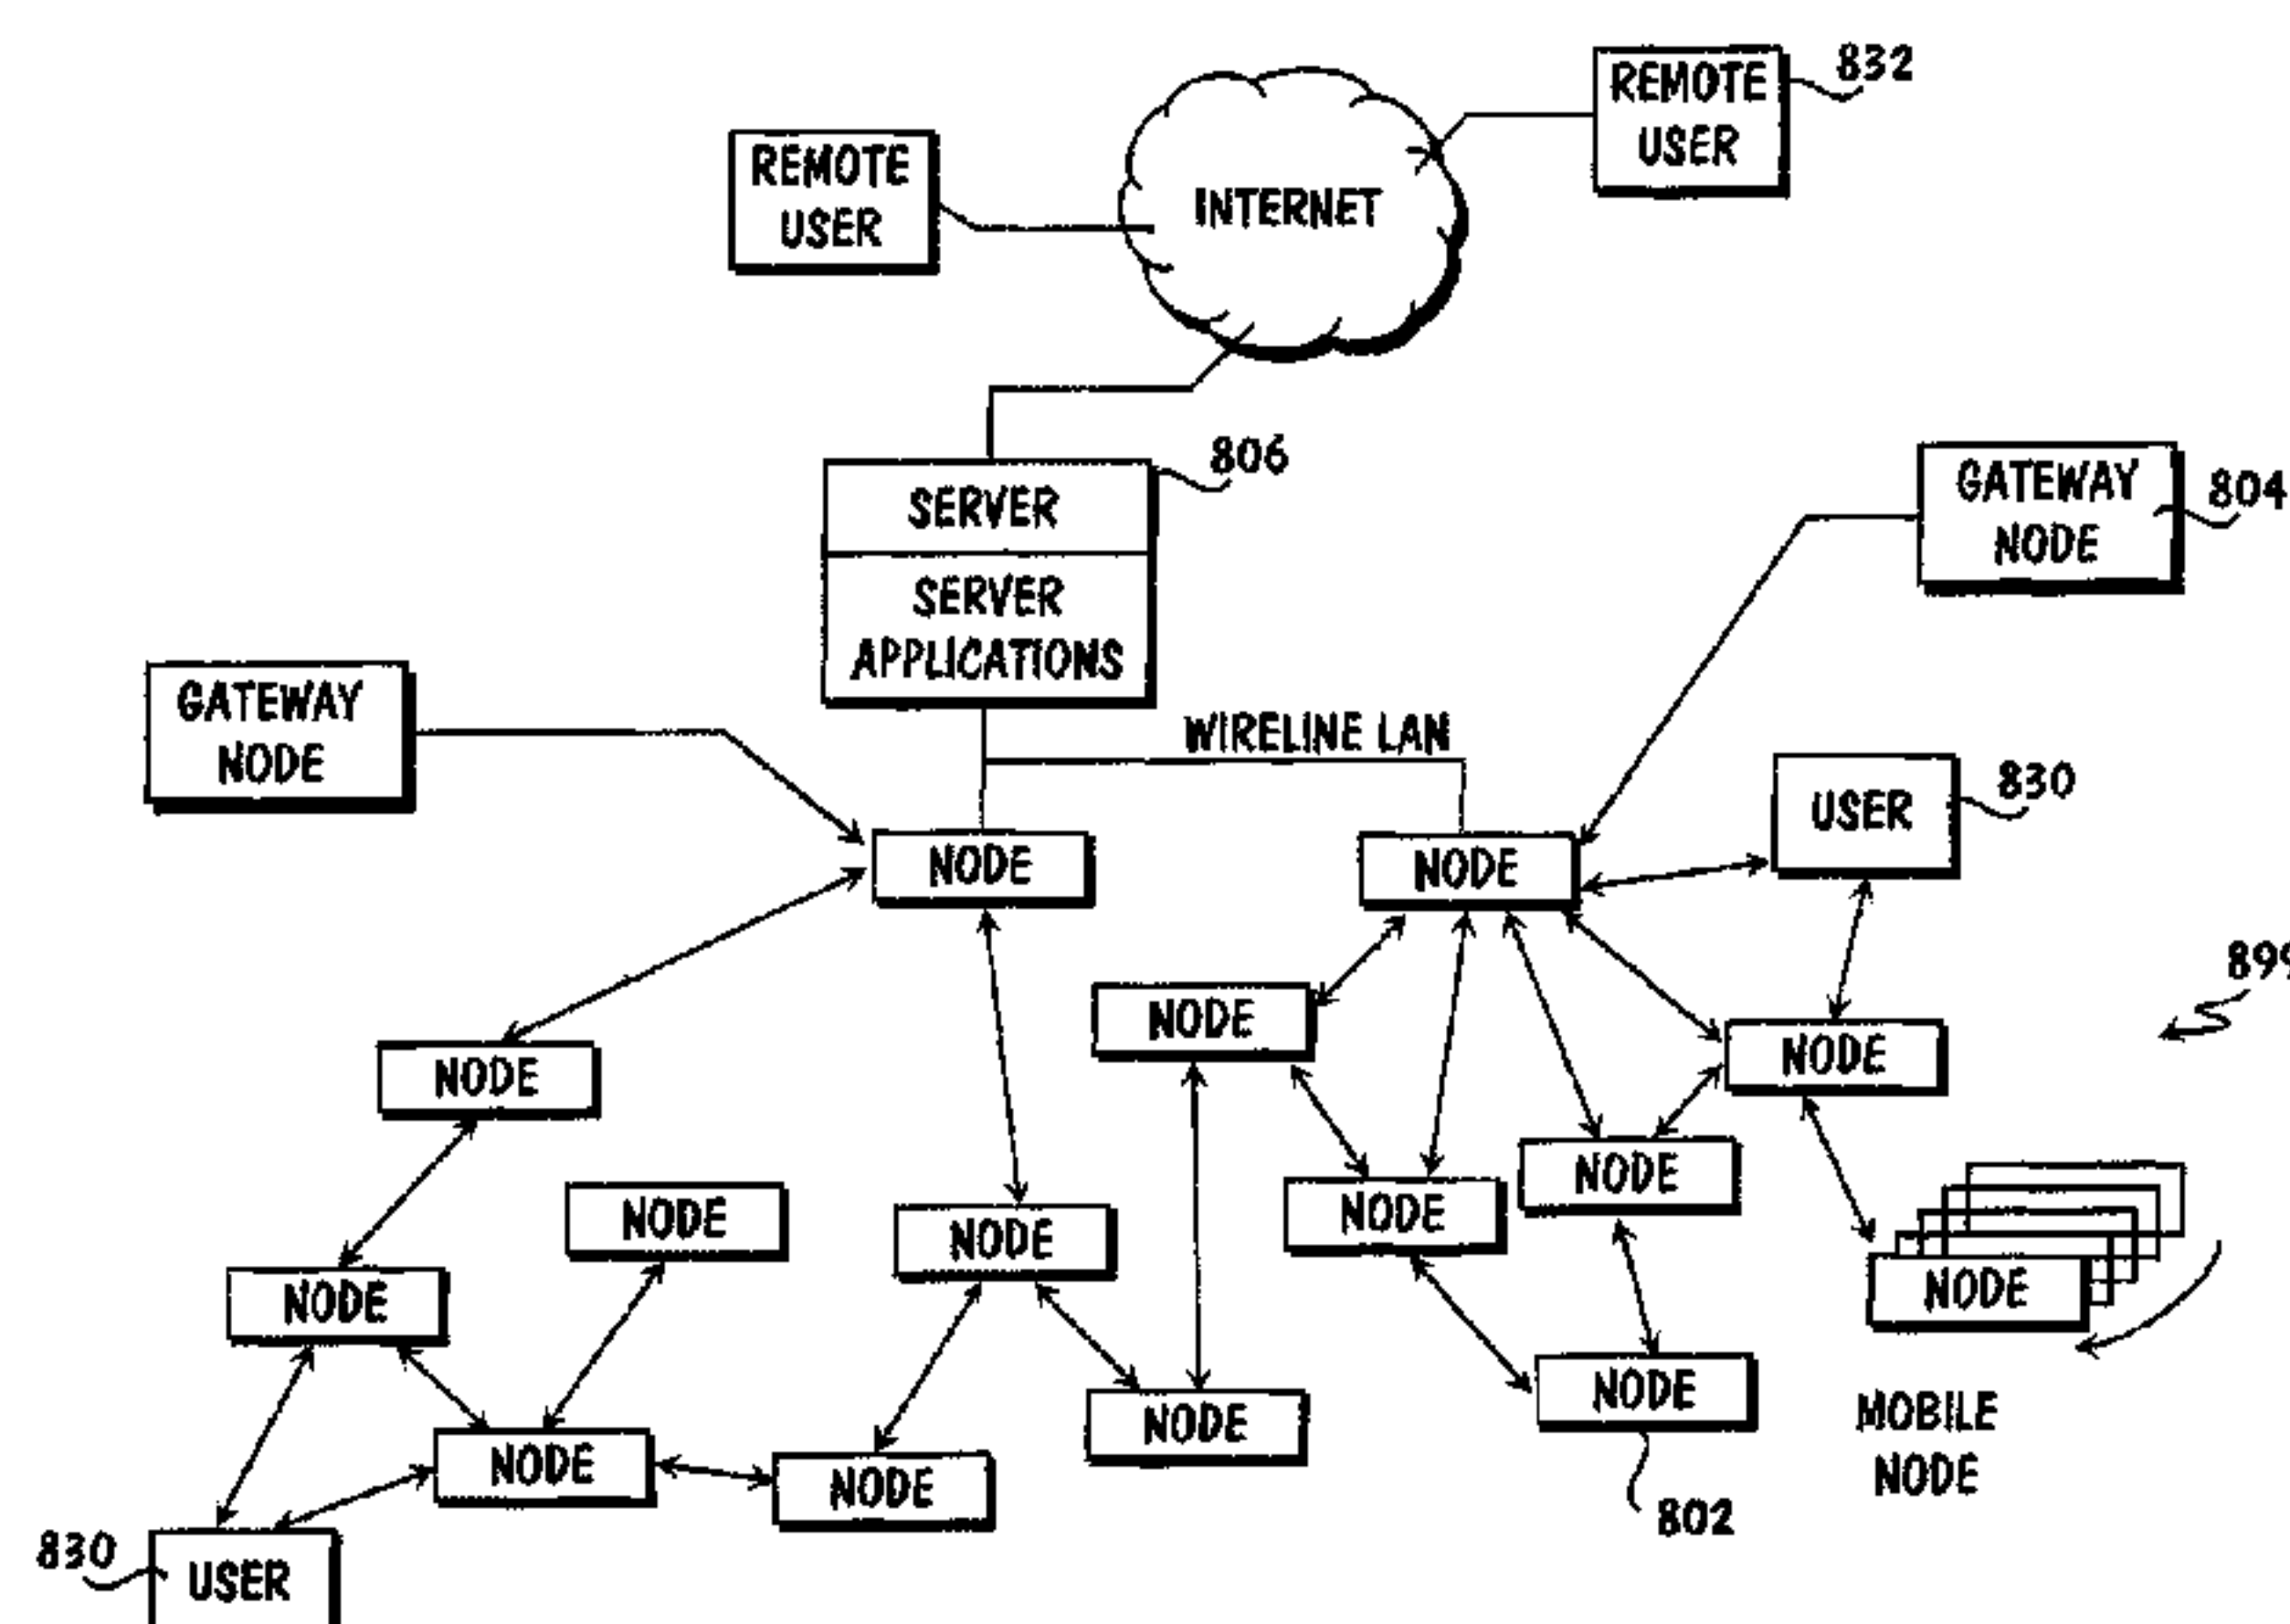 832
REMOTE
USER
REMOTE
USER
INTERNET
806
SERVER
SERVER
APPLICATIONS
GATEWAY
NODE
804
GATEWAY
NODE
WIRELINE LAN
USER
830
NODE
NODE
899
NODE
NODE
NODE
NODE
NODE
NODE
NODE
NODE
NODE
NODE
NODE
MOBILE
NODE
NODE
NODE
NODE
802
830
USER